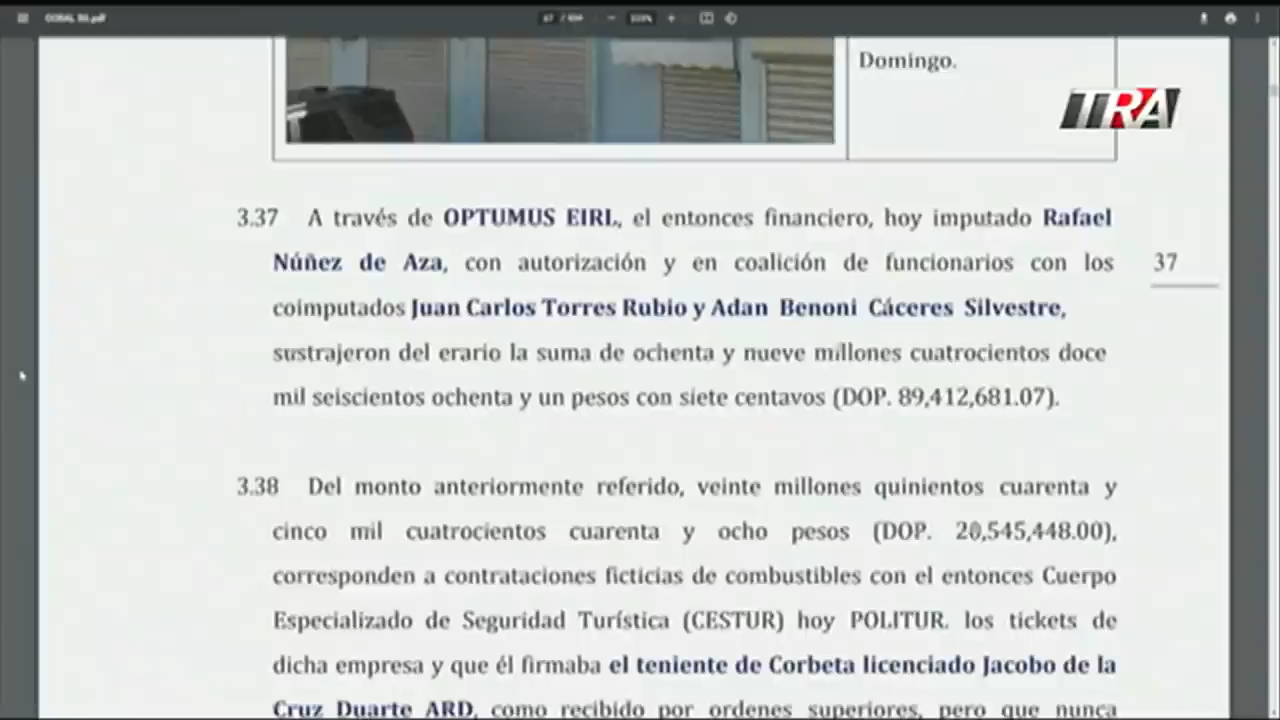 37
Domingo.
TRA
3.37 A través de OPTUMUS EIRL, el entonces financiero, hoy imputado Rafael
Núñez de Aza, con autorización y en coalición de funcionarios con los
37
coimputados Juan Carlos Torres Rubio y Adan Benoni Cáceres Silvestre,
sustrajeron del erario la suma de ochenta y nueve millones cuatrocientos doce
mil seiscientos ochenta y un pesos con siete centavos (DOP. 89,412,681.07).
3.38 Del monto anteriormente referido, veinte millones quinientos cuarenta y
cinco mil cuatrocientos cuarenta y ocho pesos (DOP. 20,545,448.00),
corresponden a contrataciones ficticias de combustibles con el entonces Cuerpo
Especializado de Seguridad Turística (CESTUR) hoy POLITUR. los tickets de
dicha empresa y que él firmaba el teniente de Corbeta licenciado Jacobo de la
Cruz Duarte ARD, como recibido por ordenes superiores, pero que nunca